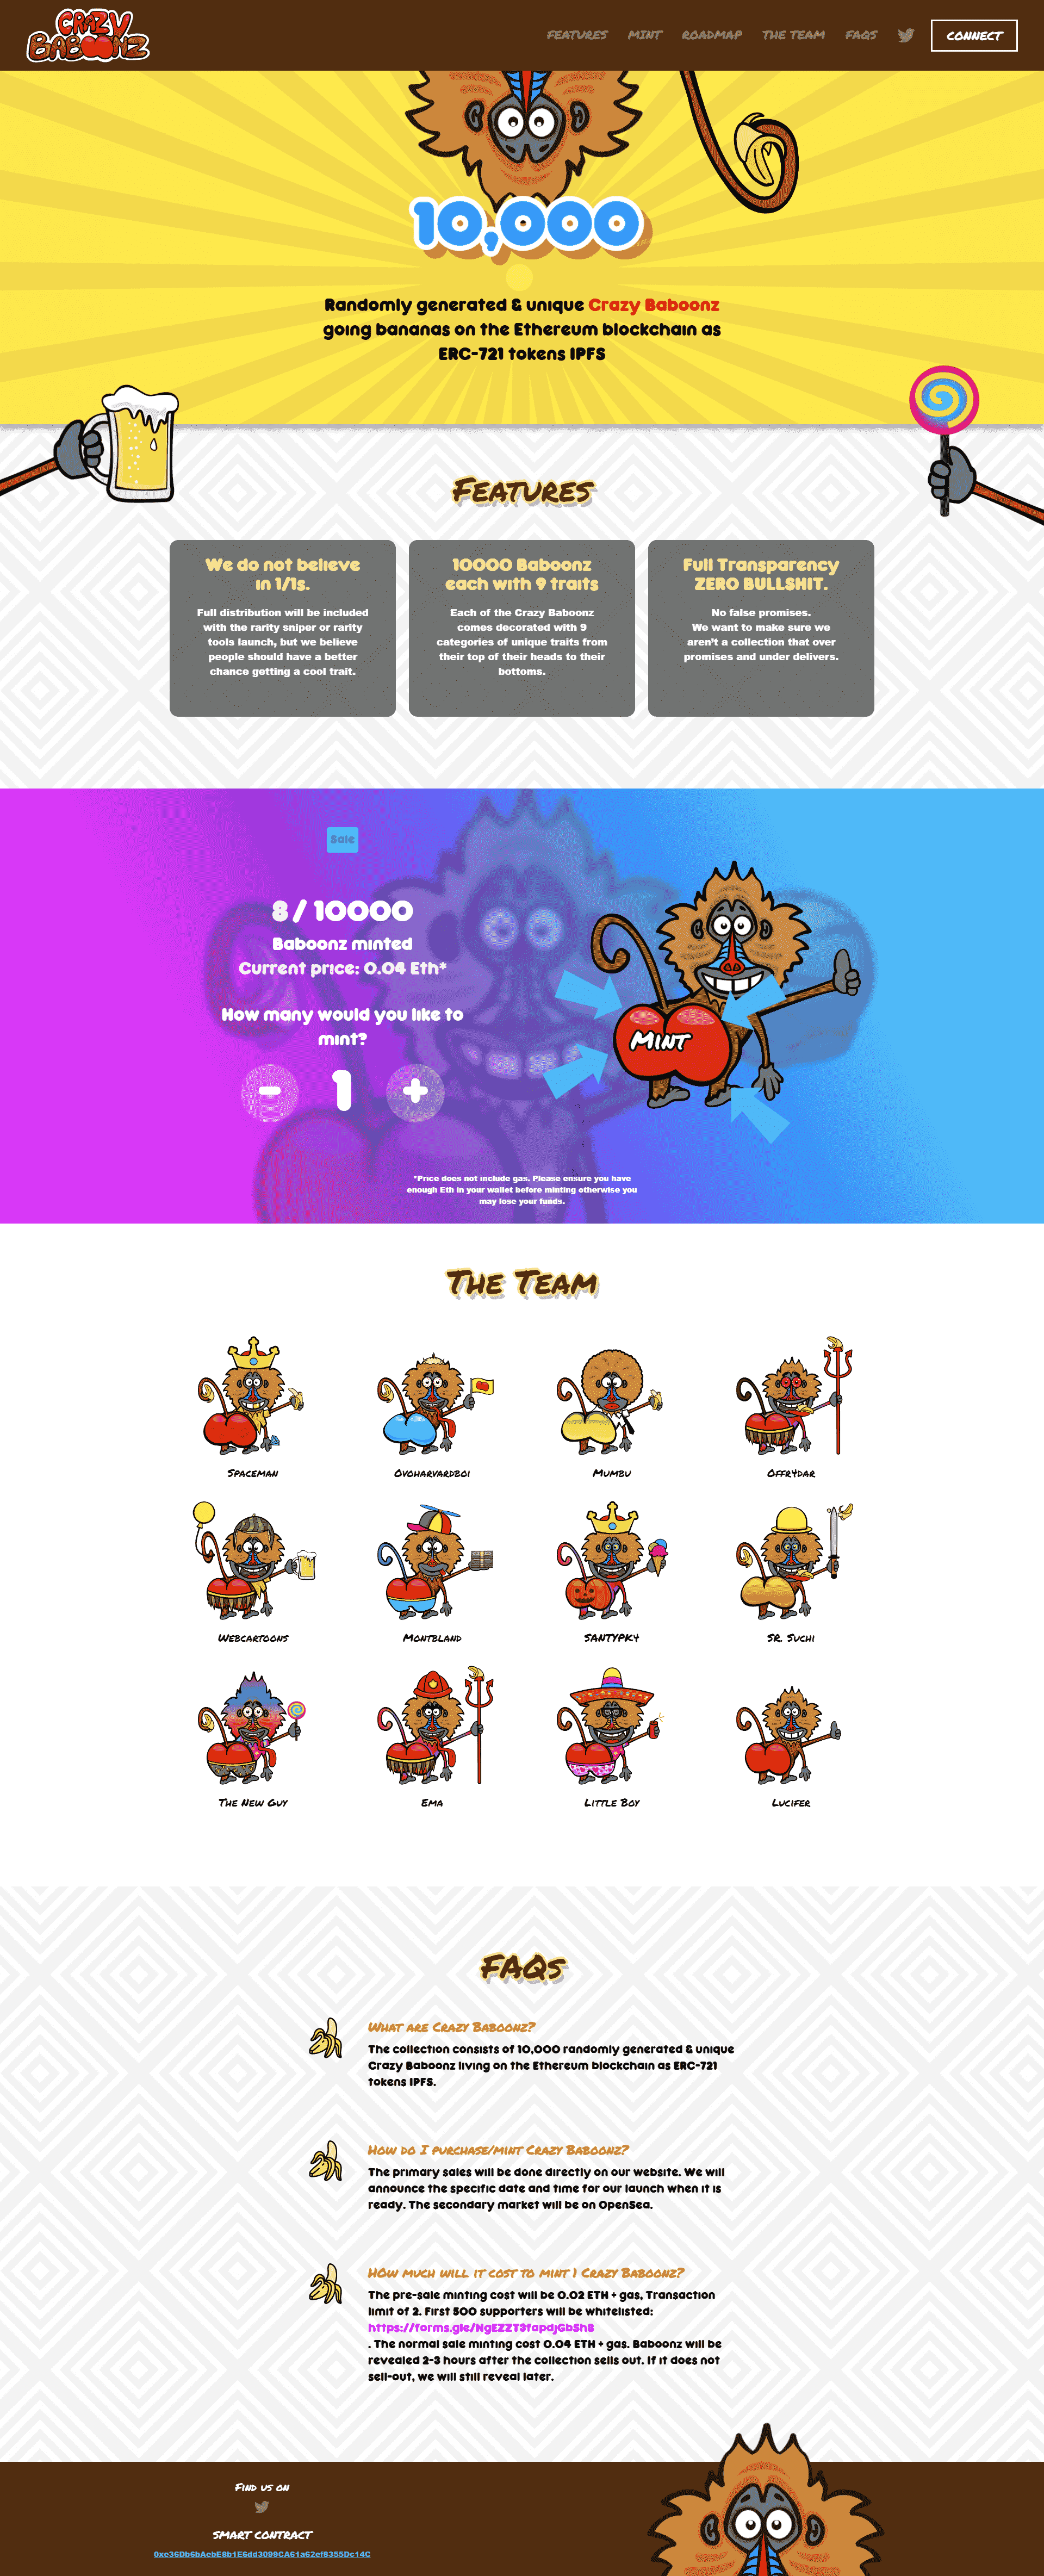 CRAZY
BABOONZ
FEATURES
MINT
ROADMAP
THE TEAM
FAQS
CONNECT
10,000
Randomly generated & unique Crazy Baboonz
going bananas on the Ethereum blockchain as
ERC-721 tokens IPFS
FEATURES
We do not believe
in 1/1s.
Full distribution will be included
with the rarity sniper or rarity
tools launch, but we believe
people should have a better
chance getting a cool trait.
10000 Baboonz
each with 9 traits
Each of the Crazy Baboonz
comes decorated with 9
categories of unique traits from
their top of their heads to their
bottoms.
Full Transparency
ZERO BULLSHIT.
No false promises.
We want to make sure we
aren't a collection that over
promises and under delivers.
Sale
8 / 10000
Baboonz minted
Current price: 0.04 Eth*
How many would you like to
mint?
- 1 +
MINT
*Price does not include gas. Please ensure you have
enough Eth in your wallet before minting otherwise you
may lose your funds.
THE TEAM
SPACEMAN
OVOHARVARDBOI
MUMBU
OFFR4DAR
WEBCARTOONS
MONTBLAND
SANTYPK4
SR. SUCHI
THE NEW GUY
EMA
LITTLE BOY
LUCIFER
FAQS
WHAT ARE CRAZY BABOONZ?
The collection consists of 10,000 randomly generated & unique
Crazy Baboonz living on the Ethereum blockchain as ERC-721
tokens IPFS.
HOW DO I PURCHASE/MINT CRAZY BABOONZ?
The primary sales will be done directly on our website. We will
announce the specific date and time for our launch when it is
ready. The secondary market will be on OpenSea.
HOW MUCH WILL IT COST TO MINT 1 CRAZY BABOONZ?
The pre-sale minting cost will be 0.02 ETH + gas, Transaction
limit of 2. First 500 supporters will be whitelisted:
https://forms.gle/NgEZZT3fapdjGbSh8
. The normal sale minting cost 0.04 ETH + gas. Baboonz will be
revealed 2-3 hours after the collection sells out. If it does not
sell-out, we will still reveal later.
FIND US ON
SMART CONTRACT
0xe36Db6bAebE8b1E6dd3099CA61a62ef8355Dc14C